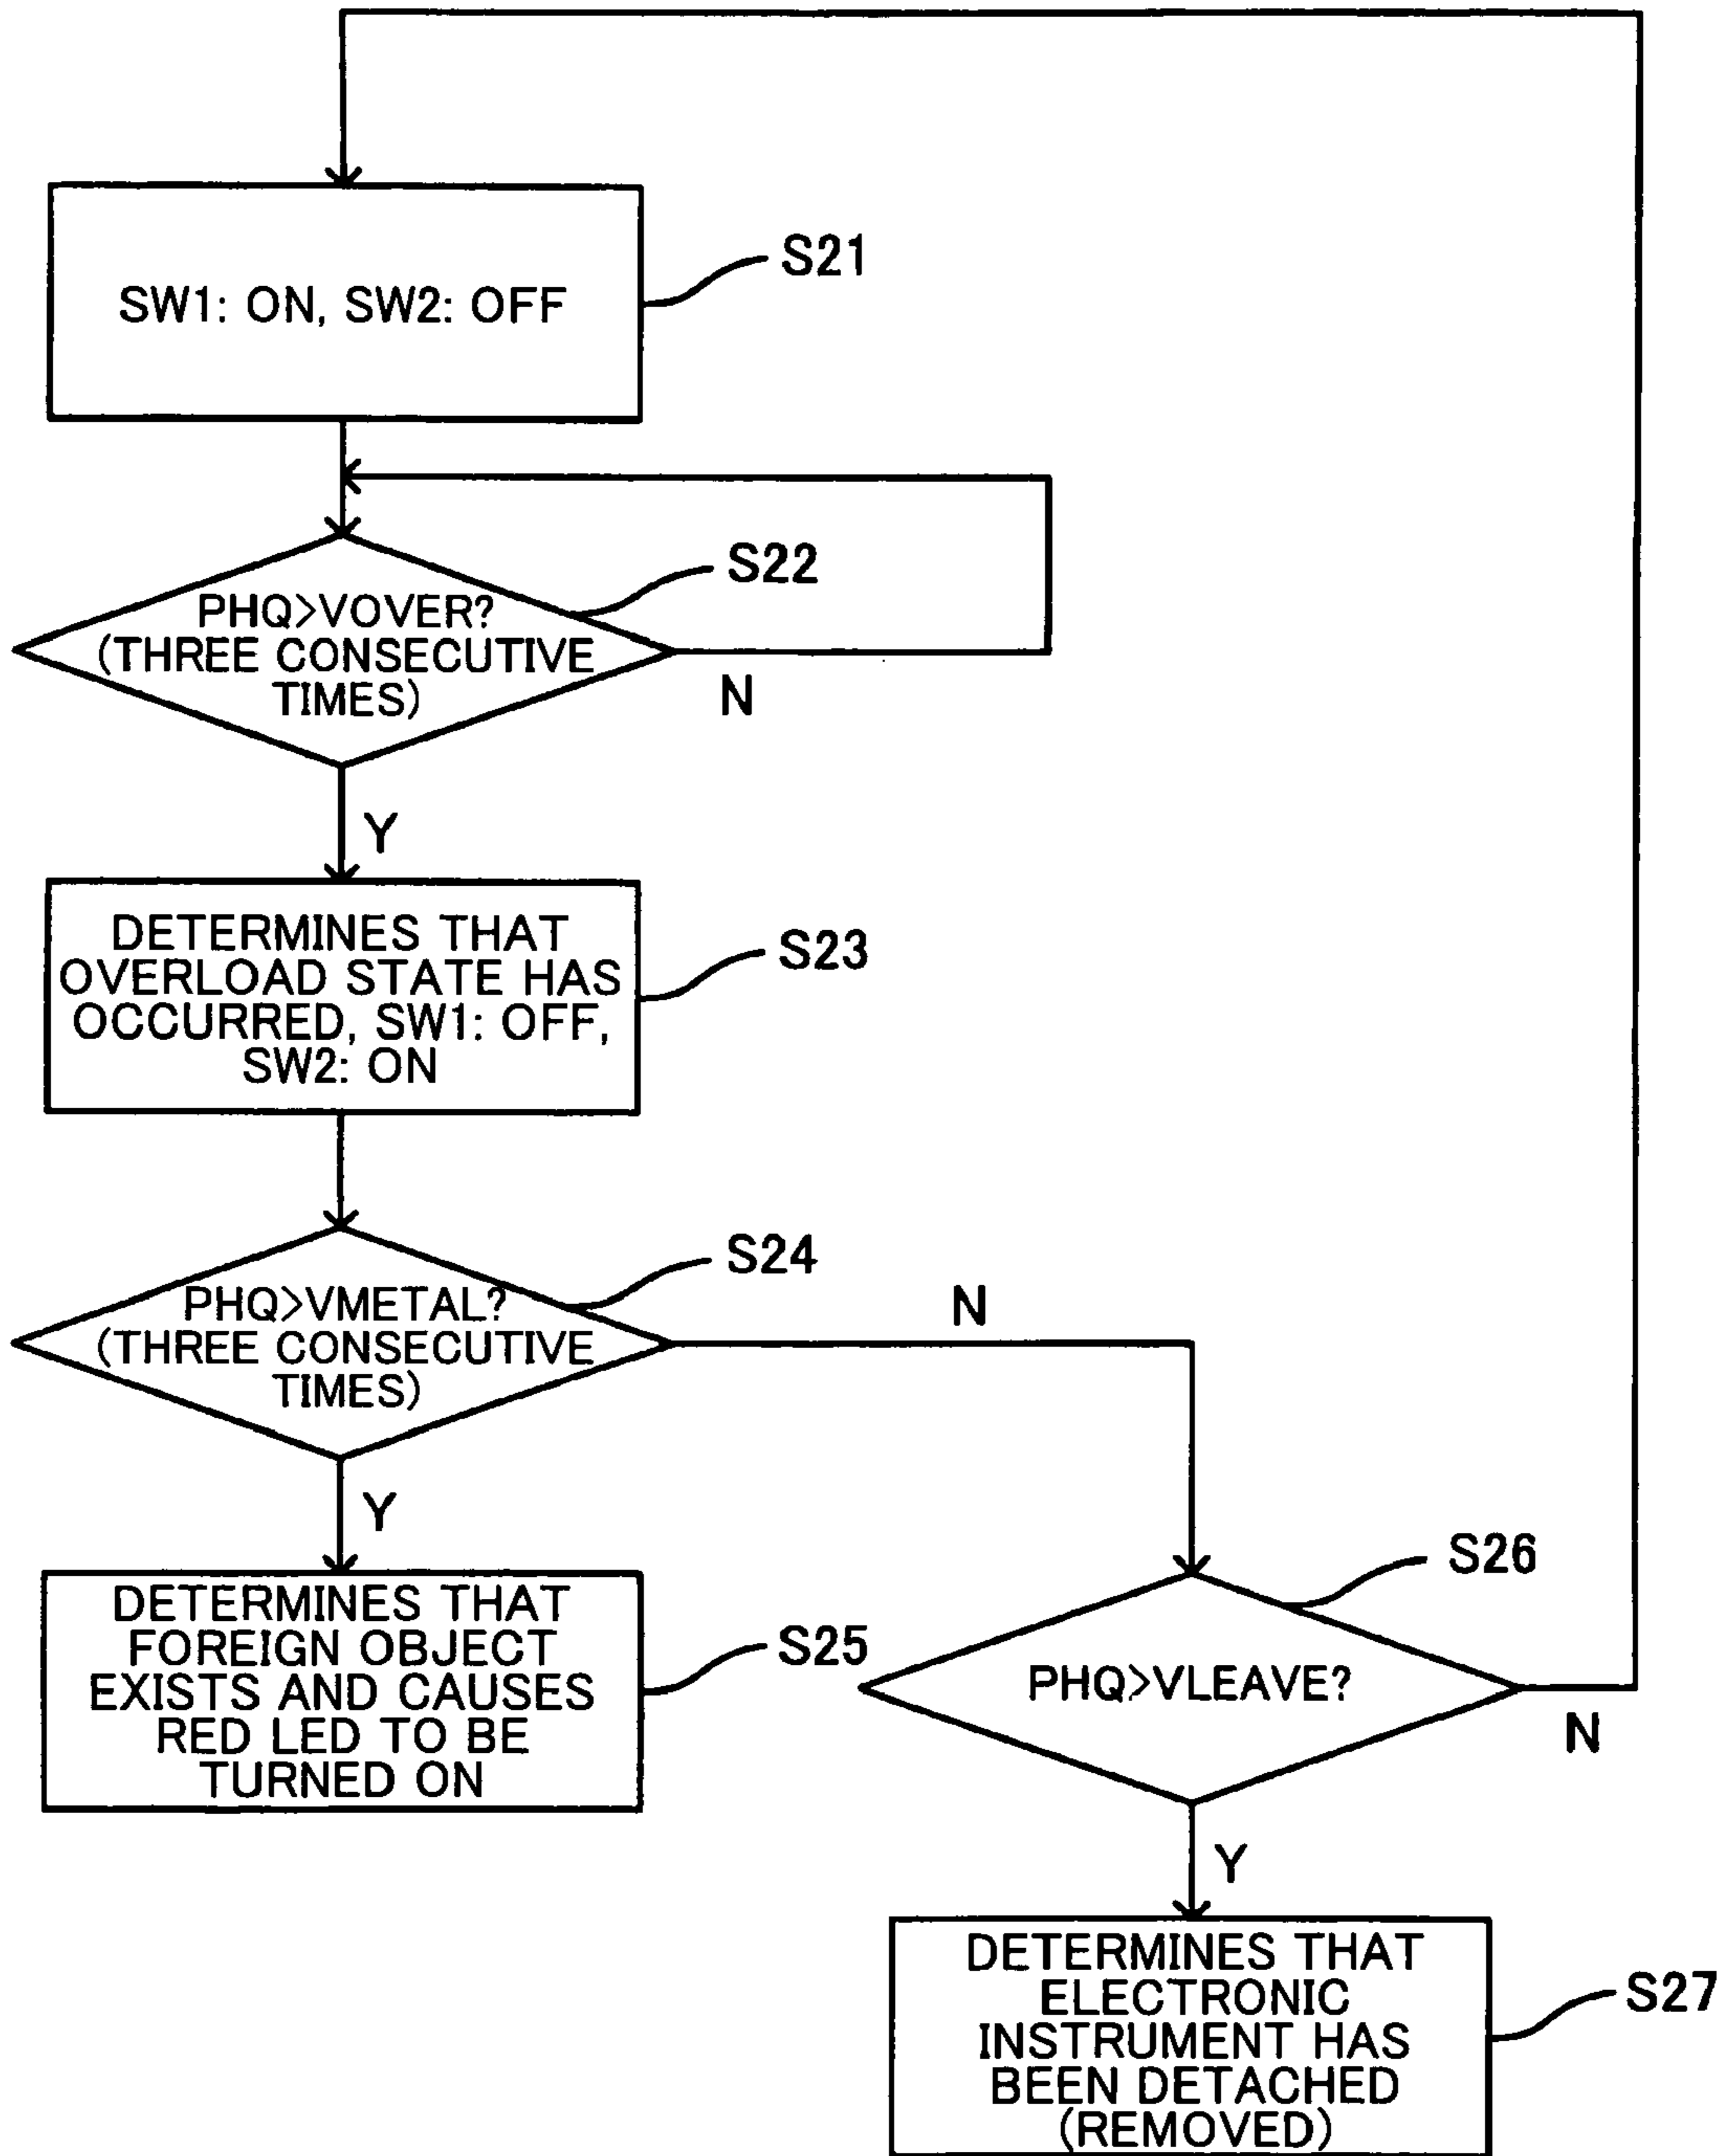 SW1: ON, SW2: OFF
S21
PHQ>VOVER?
(THREE CONSECUTIVE
TIMES)
S22
N
Y
DETERMINES THAT
OVERLOAD STATE HAS
OCCURRED, SW1: OFF,
SW2: ON
S23
PHQ>VMETAL?
(THREE CONSECUTIVE
TIMES)
S24
N
Y
DETERMINES THAT
FOREIGN OBJECT
EXISTS AND CAUSES
RED LED TO BE
TURNED ON
S25
PHQ>VLEAVE?
S26
N
Y
DETERMINES THAT
ELECTRONIC
INSTRUMENT HAS
BEEN DETACHED
(REMOVED)
S27